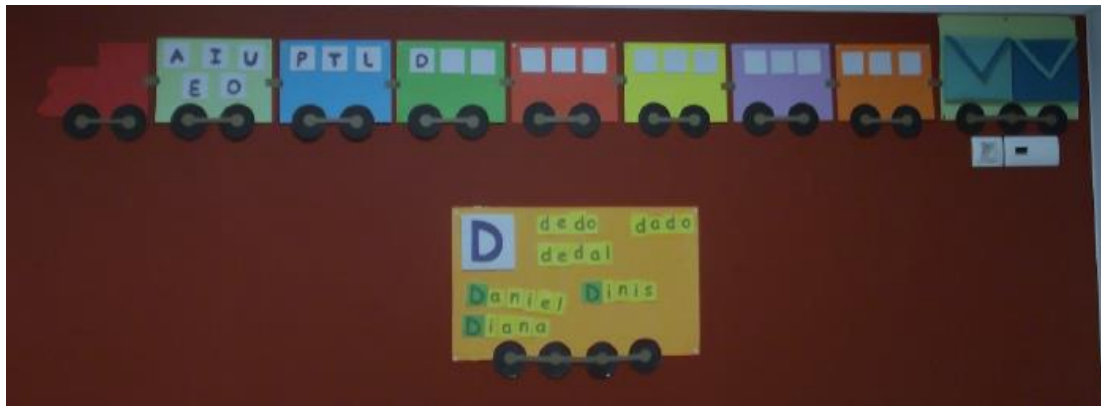 A I U
E O
P T L
D
D
dedo dado
dedal
Daniel Dinis
Diana